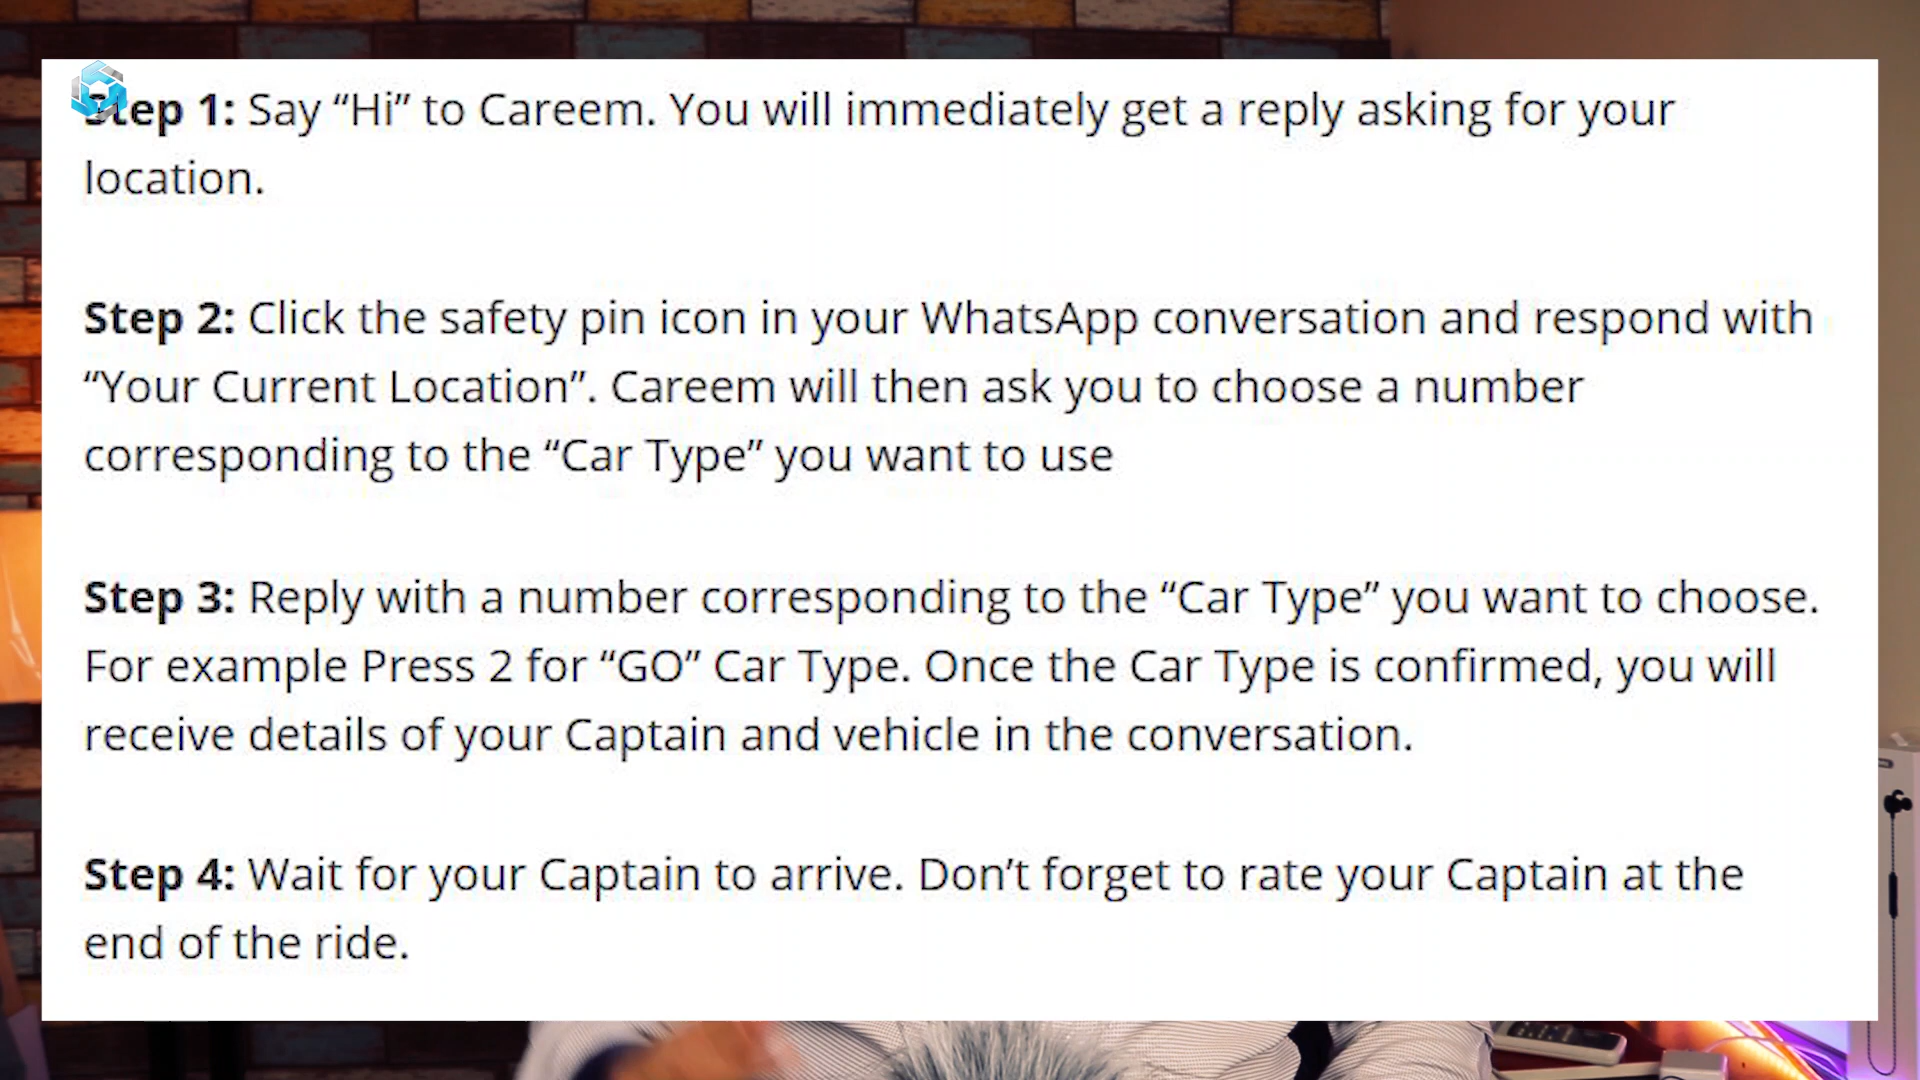 Step 1: Say “Hi” to Careem. You will immediately get a reply asking for your
location.
Step 2: Click the safety pin icon in your WhatsApp conversation and respond with
“Your Current Location”. Careem will then ask you to choose a number
corresponding to the “Car Type” you want to use
Step 3: Reply with a number corresponding to the “Car Type” you want to choose.
For example Press 2 for “GO” Car Type. Once the Car Type is confirmed, you will
receive details of your Captain and vehicle in the conversation.
Step 4: Wait for your Captain to arrive. Don’t forget to rate your Captain at the
end of the ride.